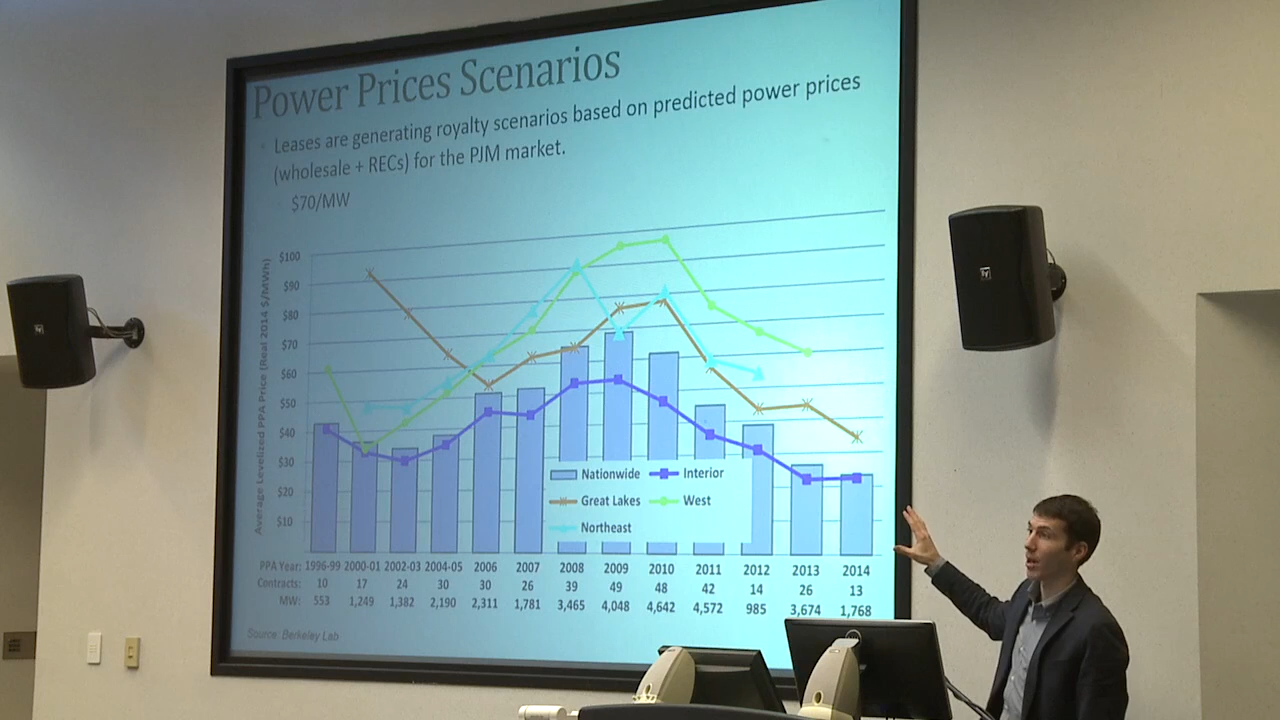 Power Prices Scenarios
Leases are generating royalty scenarios based on predicted power prices
(wholesale + RECs) for the PJM market.
$70/MW
Average Levelized PPA Price (Real 2014 $/MWh)
$100
$90
$80
$70
$60
$50
$40
$30
$20
$10
Nationwide Interior
Great Lakes West
Northeast
PPA Year: 1996-99 2000-01 2002-03 2004-05 2006 2007 2008 2009 2010 2011 2012 2013 2014
Contracts: 10 17 24 30 30 26 39 49 48 42 14 26 13
MW: 553 1,249 1,382 2,190 2,311 1,781 3,465 4,048 4,642 4,572 985 3,674 1,768
Source: Berkeley Lab